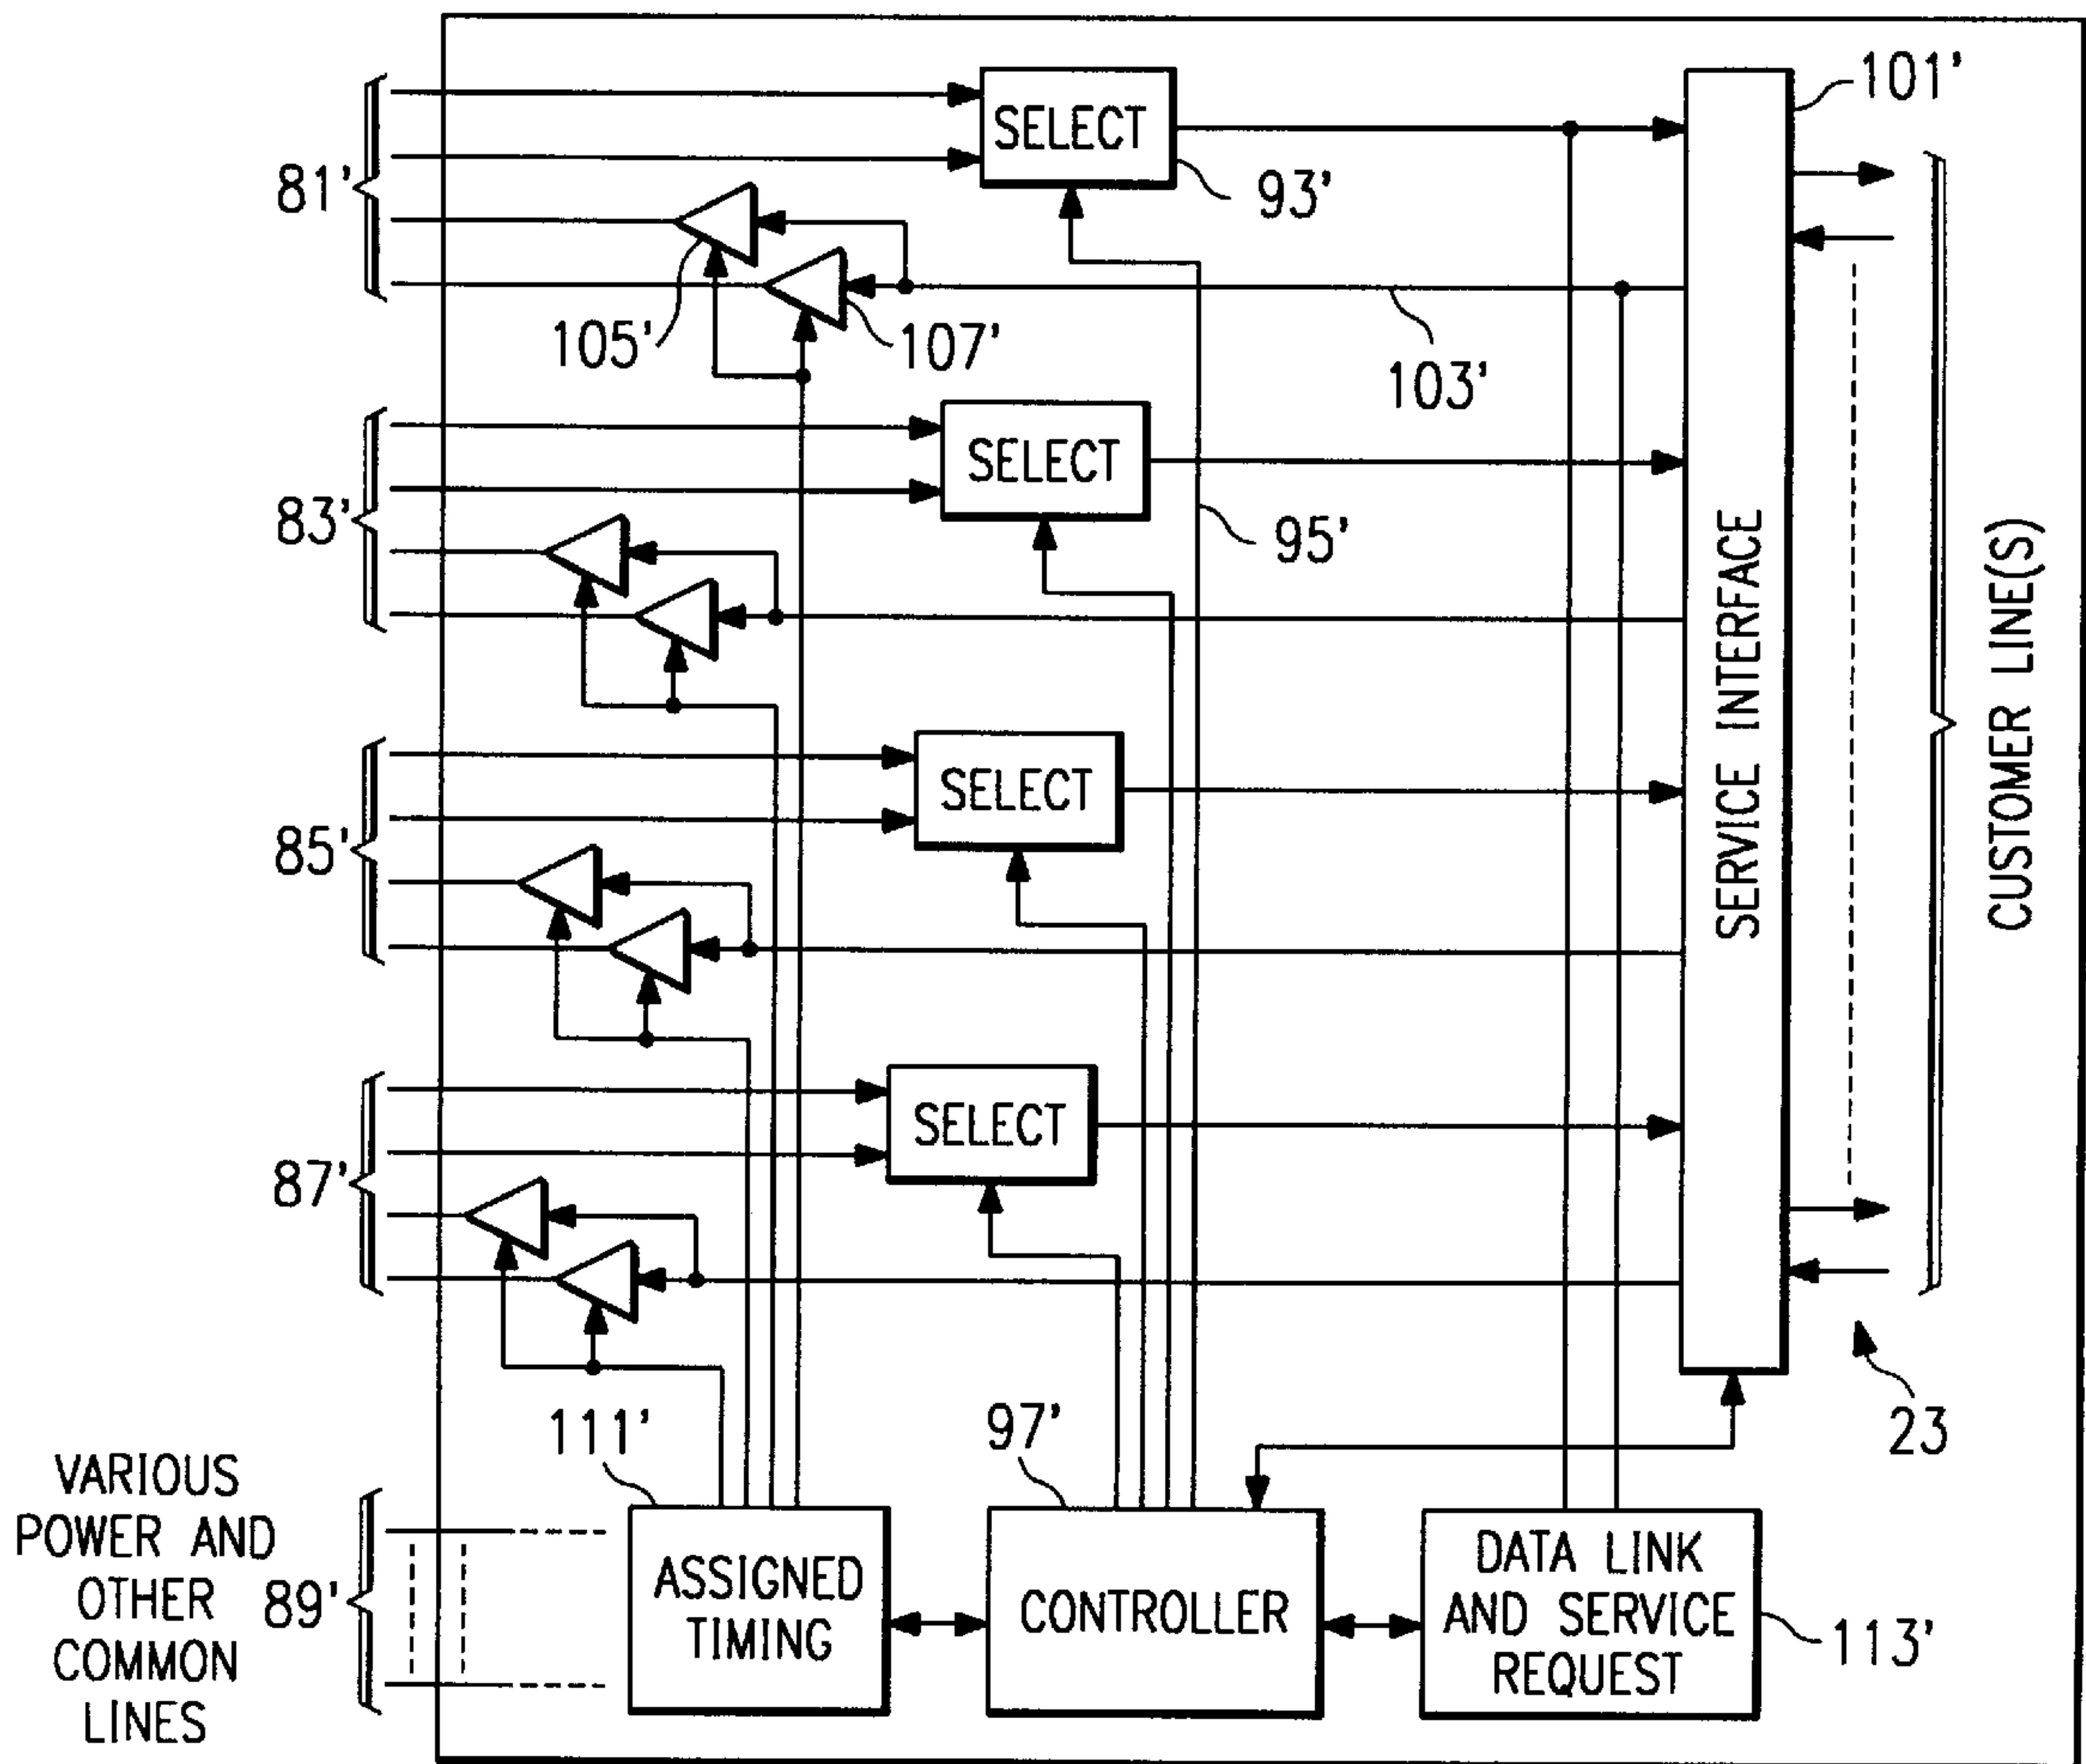 101'
SELECT
81'
93'
105'
107'
103'
SELECT
83'
95'
SERVICE INTERFACE
CUSTOMER LINE(S)
SELECT
85'
SELECT
87'
111'
97'
23
VARIOUS
POWER AND
OTHER
COMMON
LINES
89'
ASSIGNED
TIMING
CONTROLLER
DATA LINK
AND SERVICE
REQUEST
113'